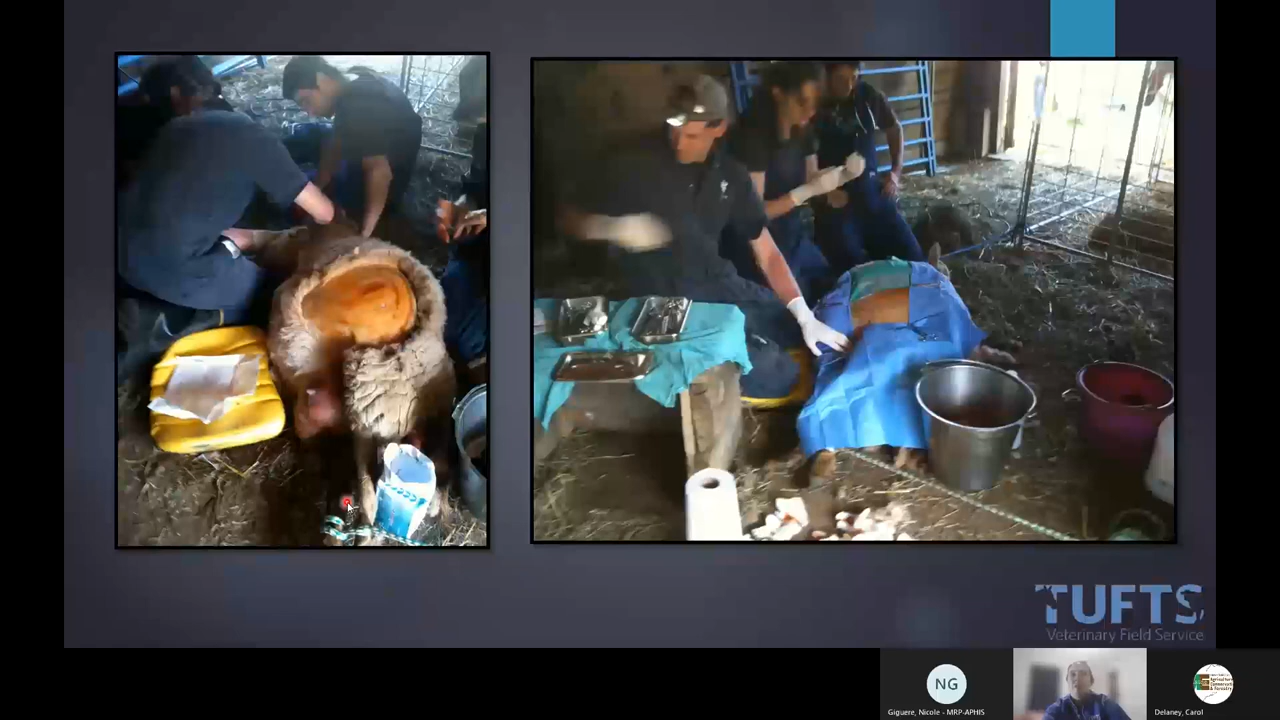 TUFTS
Veterinary Field Service
NG
Giguere, Nicole - MRP-APHIS
Delaney, Carol